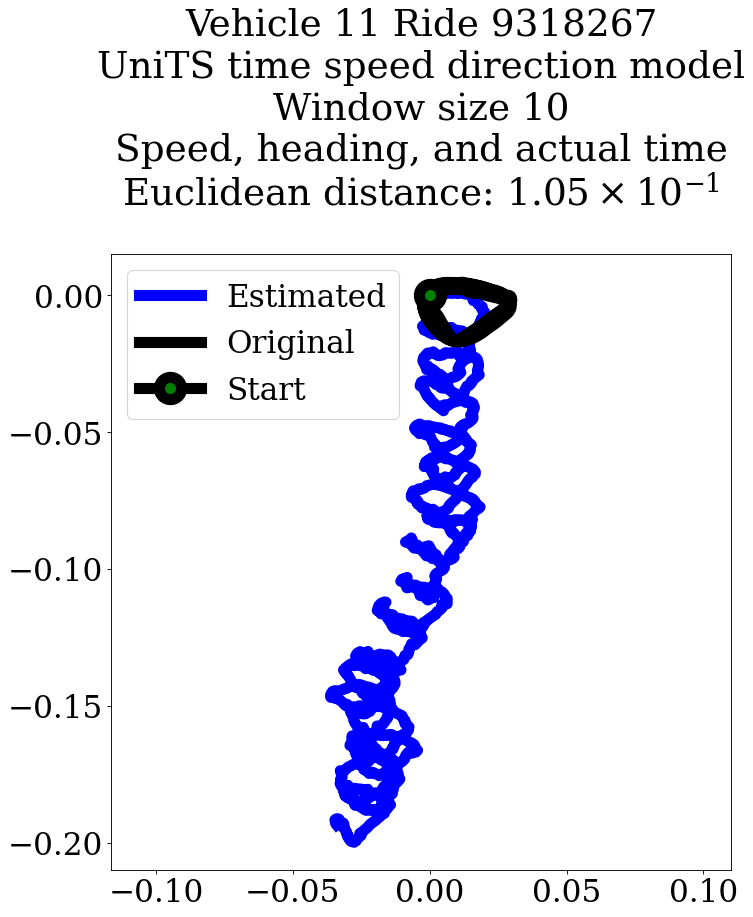 Vehicle 11 Ride 9318267
UniTS time speed direction model
Window size 10
Speed, heading, and actual time
Euclidean distance: 1.05 × 10⁻¹
Estimated
Original
Start
0.00
−0.05
−0.10
−0.15
−0.20
−0.10
−0.05
0.00
0.05
0.10